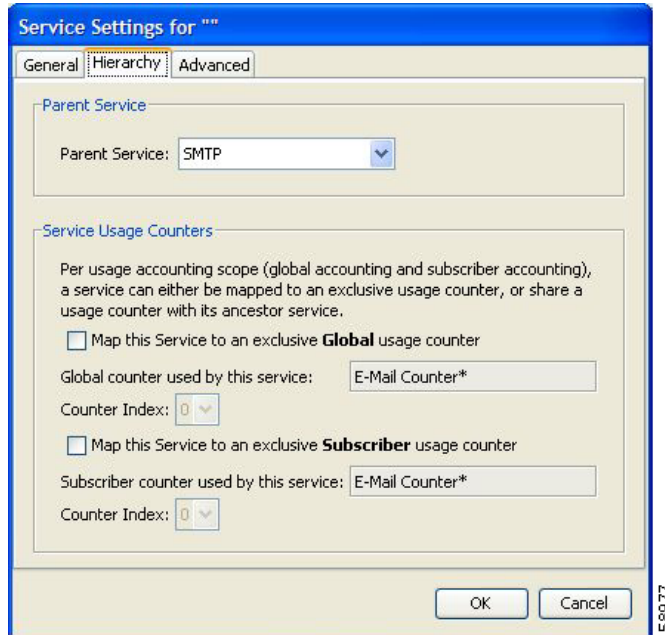 Service Settings for ""
General Hierarchy Advanced
Parent Service
Parent Service: SMTP
Service Usage Counters
Per usage accounting scope (global accounting and subscriber accounting),
a service can either be mapped to an exclusive usage counter, or share a
usage counter with its ancestor service.
Map this Service to an exclusive Global usage counter
Global counter used by this service: E-Mail Counter*
Counter Index: 0
Map this Service to an exclusive Subscriber usage counter
Subscriber counter used by this service: E-Mail Counter*
Counter Index: 0
OK Cancel